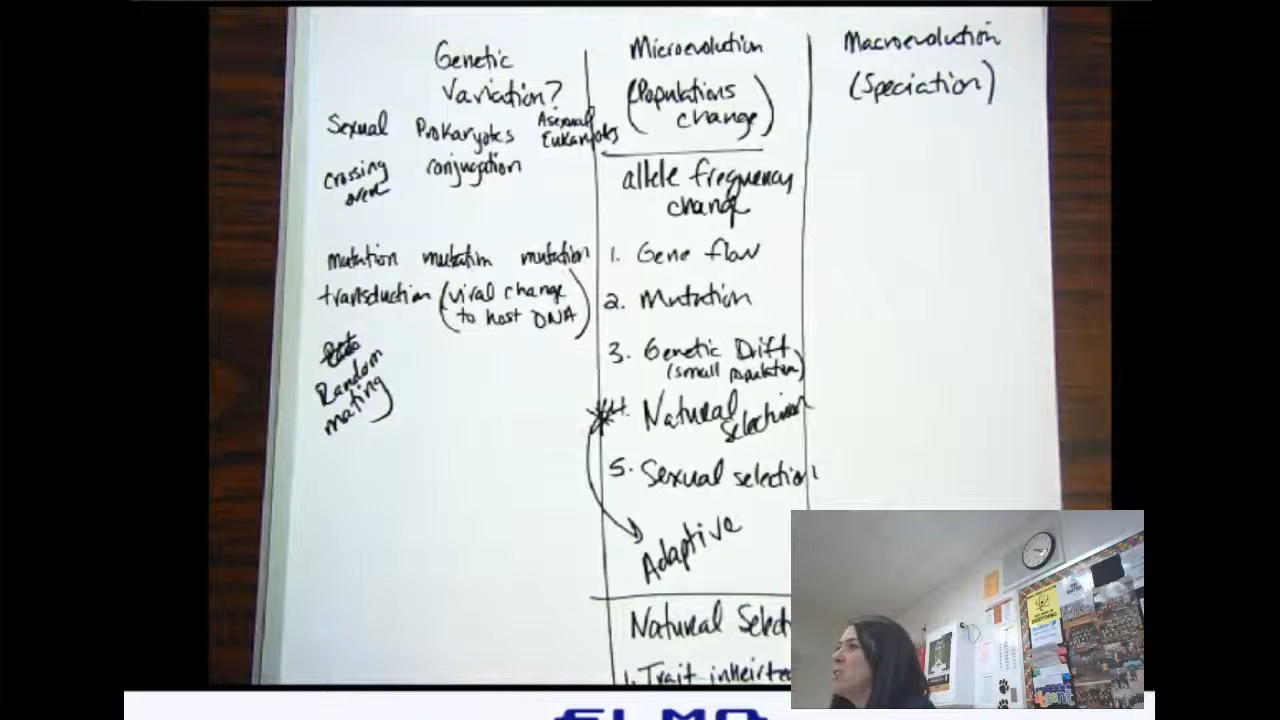 Genetic
Variation?
Sexual Prokaryotes Asexual
Eukaryotes
crossing
over
conjugation
mutation mutation mutation
transduction (viral change
to host DNA)
Random
mating
Microevolution
(Populations
change)
allele frequency
change
1. Gene flow
2. Mutation
3. Genetic Drift
(small population)
4. Natural
Selection
5. Sexual selection
Adaptive
Natural Select
1. Trait inheirted
Macroevolution
(Speciation)
ELMO